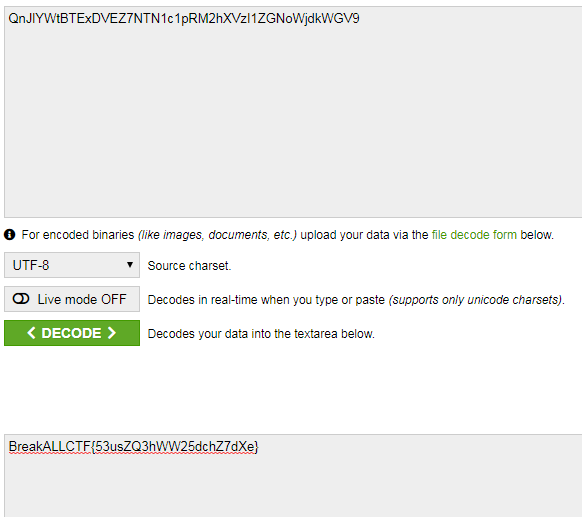 QnJlYWtBTExDVEZ7NTN1c1pRM2hXVzI1ZGNoWjdkWGV9
For encoded binaries (like images, documents, etc.) upload your data via the file decode form below.
UTF-8 Source charset.
Live mode OFF Decodes in real-time when you type or paste (supports only unicode charsets).
< DECODE > Decodes your data into the textarea below.
BreakALLCTF{53usZQ3hWW25dchZ7dXe}